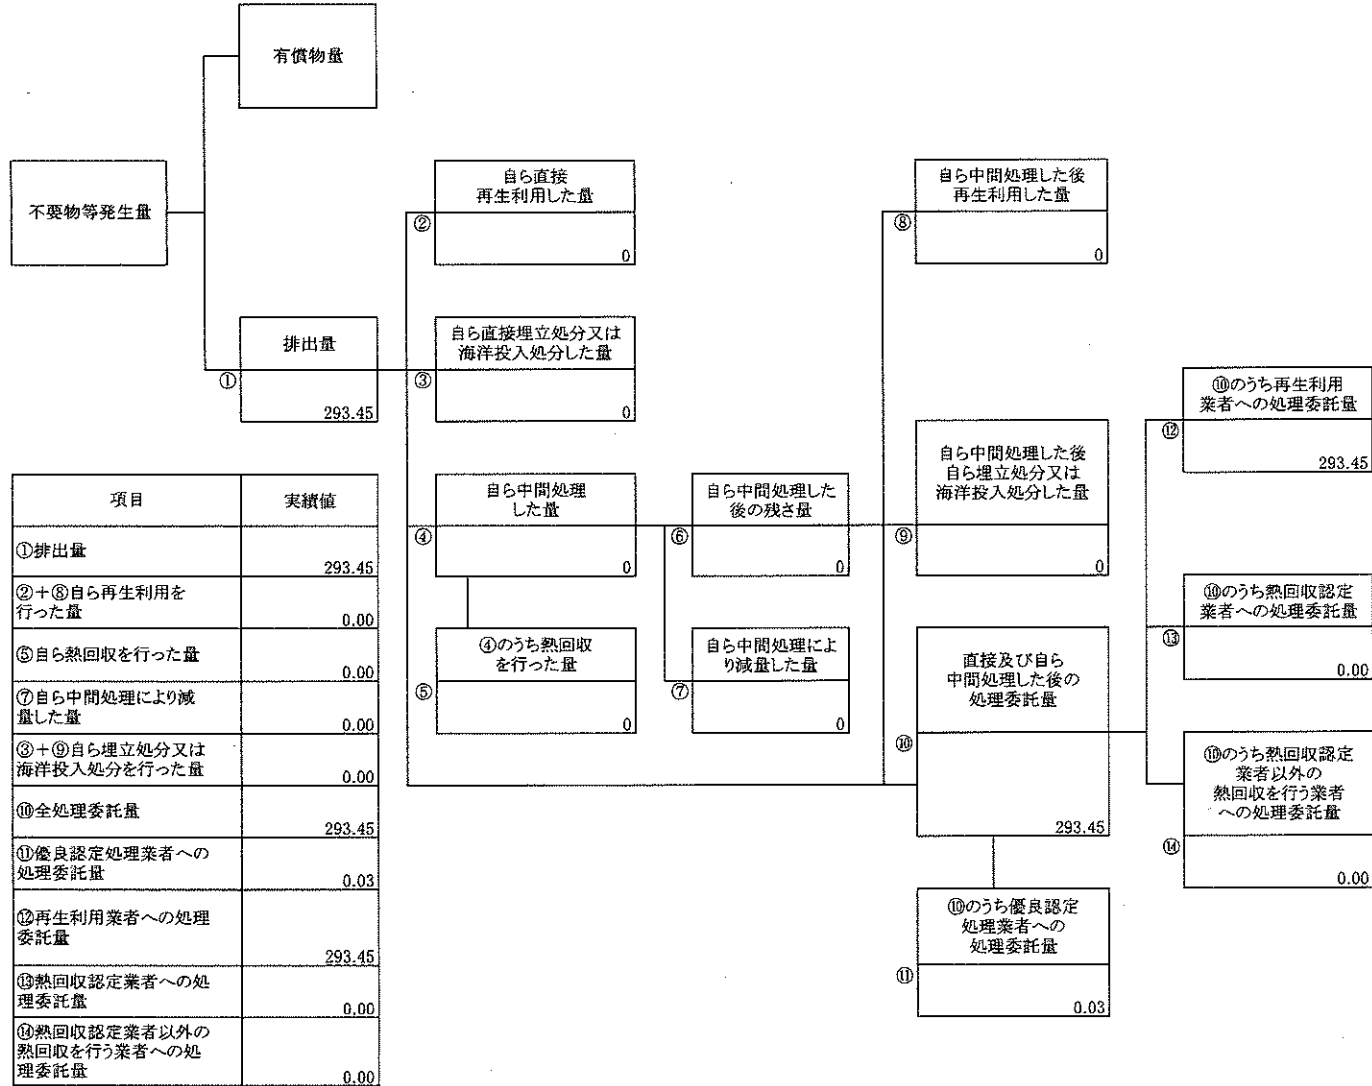 有償物量
不要物等発生量
自ら直接
再生利用した量
②
0
自ら中間処理した後
再生利用した量
⑧
0
排出量
①
293.45
自ら直接埋立処分又は
海洋投入処分した量
③
0
⑩のうち再生利用
業者への処理委託量
⑫
293.45
自ら中間処理
した量
④
0
自ら中間処理した
後の残さ量
⑥
0
自ら中間処理した後
自ら埋立処分又は
海洋投入処分した量
⑨
0
⑩のうち熱回収認定
業者への処理委託量
⑬
0.00
④のうち熱回収
を行った量
⑤
0
自ら中間処理によ
り減量した量
⑦
0
直接及び自ら
中間処理した後の
処理委託量
⑩
293.45
⑩のうち熱回収認定
業者以外の
熱回収を行う業者
への処理委託量
⑭
0.00
⑩のうち優良認定
処理業者への
処理委託量
⑪
0.03
項目 実績値
①排出量
293.45
②+⑧自ら再生利用を
行った量
0.00
⑤自ら熱回収を行った量
0.00
⑦自ら中間処理により減
量した量
0.00
③+⑨自ら埋立処分又は
海洋投入処分を行った量
0.00
⑩全処理委託量
293.45
⑪優良認定処理業者への
処理委託量
0.03
⑫再生利用業者への処理
委託量
293.45
⑬熱回収認定業者への処
理委託量
0.00
⑭熱回収認定業者以外の
熱回収を行う業者への処
理委託量
0.00